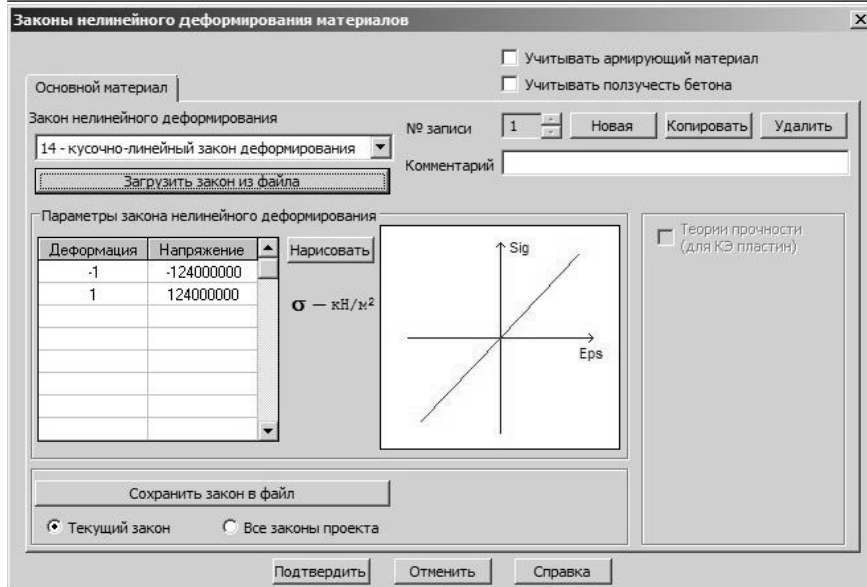 Законы нелинейного деформирования материалов
Учитывать армирующий материал
Основной материал
Учитывать ползучесть бетона
Закон нелинейного деформирования
№ записи 1 Новая Копировать Удалить
14 - кусочно-линейный закон деформирования
Комментарий
Загрузить закон из файла
Параметры закона нелинейного деформирования
Деформация Напряжение
-1 -124000000
1 124000000
Нарисовать
σ — кН/м²
Sig
Eps
Теории прочности
(для КЭ пластин)
Сохранить закон в файл
Текущий закон Все законы проекта
Подтвердить Отменить Справка